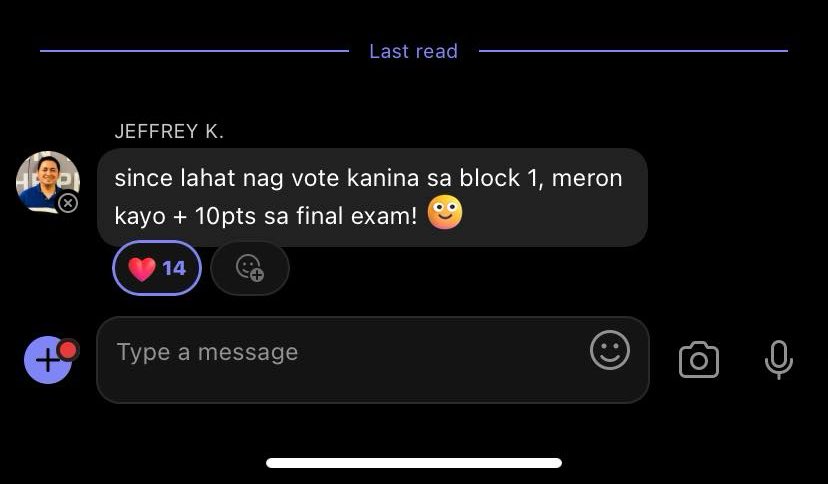 Last read
JEFFREY K.
since lahat nag vote kanina sa block 1, meron
kayo + 10pts sa final exam!
14
Type a message